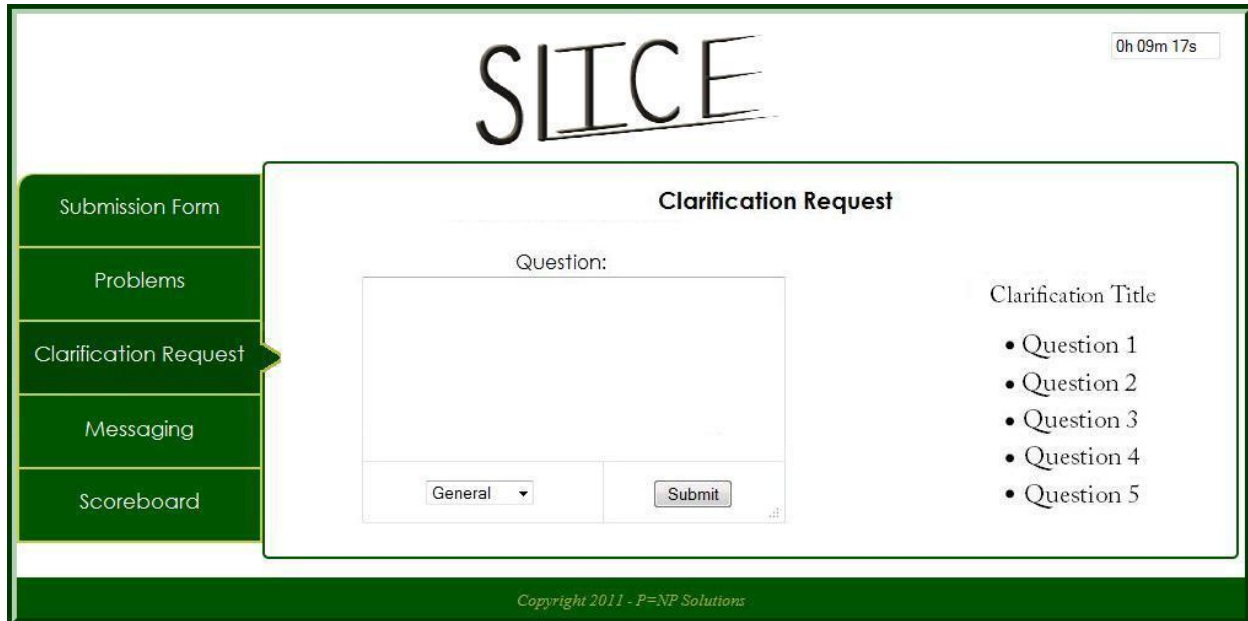 SIICE
0h 09m 17s
Submission Form
Problems
Clarification Request
Messaging
Scoreboard
Clarification Request
Question:
General
Submit
Clarification Title
• Question 1
• Question 2
• Question 3
• Question 4
• Question 5
Copyright 2011 - P=NP Solutions